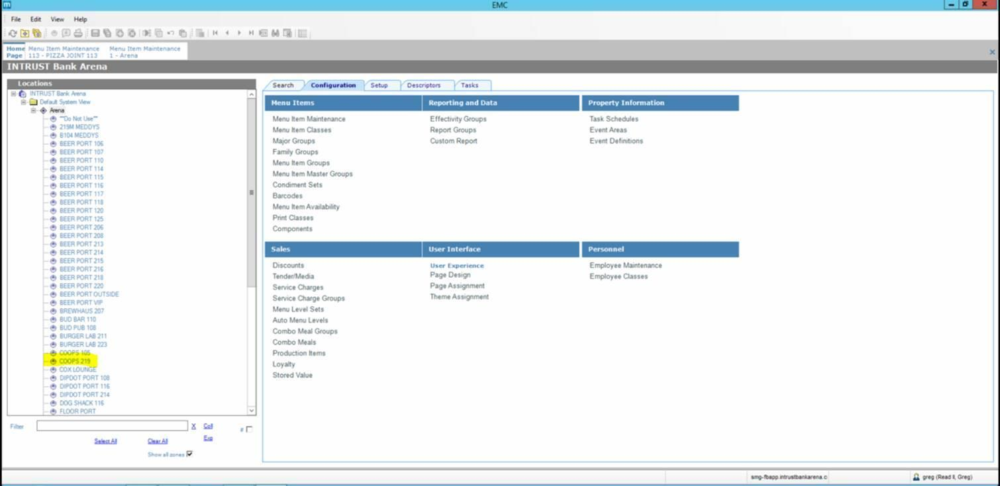 m
EMC
File Edit View Help
Home Page
Menu Item Maintenance 113 - PIZZA JOINT 113
Menu Item Maintenance 1 - Arena
INTRUST Bank Arena
Locations
INTRUST Bank Arena
Default System View
Arena
""Do Not Use""
219M MEDDYS
B104 MEDDYS
BEER PORT 106
BEER PORT 107
BEER PORT 110
BEER PORT 114
BEER PORT 115
BEER PORT 116
BEER PORT 117
BEER PORT 118
BEER PORT 120
BEER PORT 125
BEER PORT 206
BEER PORT 208
BEER PORT 213
BEER PORT 214
BEER PORT 215
BEER PORT 216
BEER PORT 218
BEER PORT 220
BEER PORT OUTSIDE
BEER PORT VIP
BREWHAUS 207
BUD BAR 110
BUD PUB 108
BURGER LAB 211
BURGER LAB 223
COOPS 105
COOPS 219
COX LOUNGE
DIPDOT PORT 108
DIPDOT PORT 116
DIPDOT PORT 214
DOG SHACK 116
FLOOR PORT
Filter X Coll #
Select All Clear All Exp
Show all zones
Search Configuration Setup Descriptors Tasks
Menu Items
Menu Item Maintenance
Menu Item Classes
Major Groups
Family Groups
Menu Item Groups
Menu Item Master Groups
Condiment Sets
Barcodes
Menu Item Availability
Print Classes
Components
Reporting and Data
Effectivity Groups
Report Groups
Custom Report
Property Information
Task Schedules
Event Areas
Event Definitions
Sales
Discounts
Tender/Media
Service Charges
Service Charge Groups
Menu Level Sets
Auto Menu Levels
Combo Meal Groups
Combo Meals
Production Items
Loyalty
Stored Value
User Interface
User Experience
Page Design
Page Assignment
Theme Assignment
Personnel
Employee Maintenance
Employee Classes
smg-fbapp.intrustbankarena.c
greg (Read II, Greg)